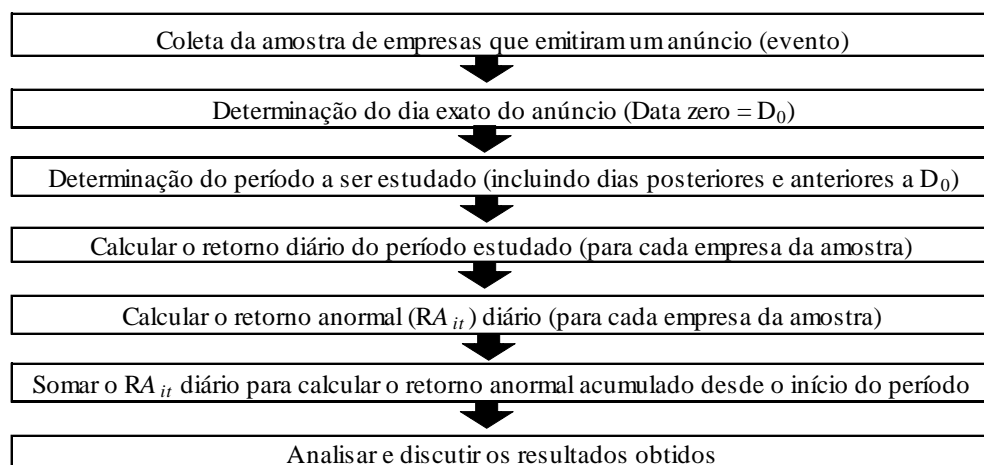 Coleta da amostra de empresas que emitiram um anúncio (evento)
Determinação do dia exato do anúncio (Data zero = D₀)
Determinação do período a ser estudado (incluindo dias posteriores e anteriores a D₀)
Calcular o retorno diário do período estudado (para cada empresa da amostra)
Calcular o retorno anormal (RA it ) diário (para cada empresa da amostra)
Somar o RA it diário para calcular o retorno anormal acumulado desde o início do período
Analisar e discutir os resultados obtidos